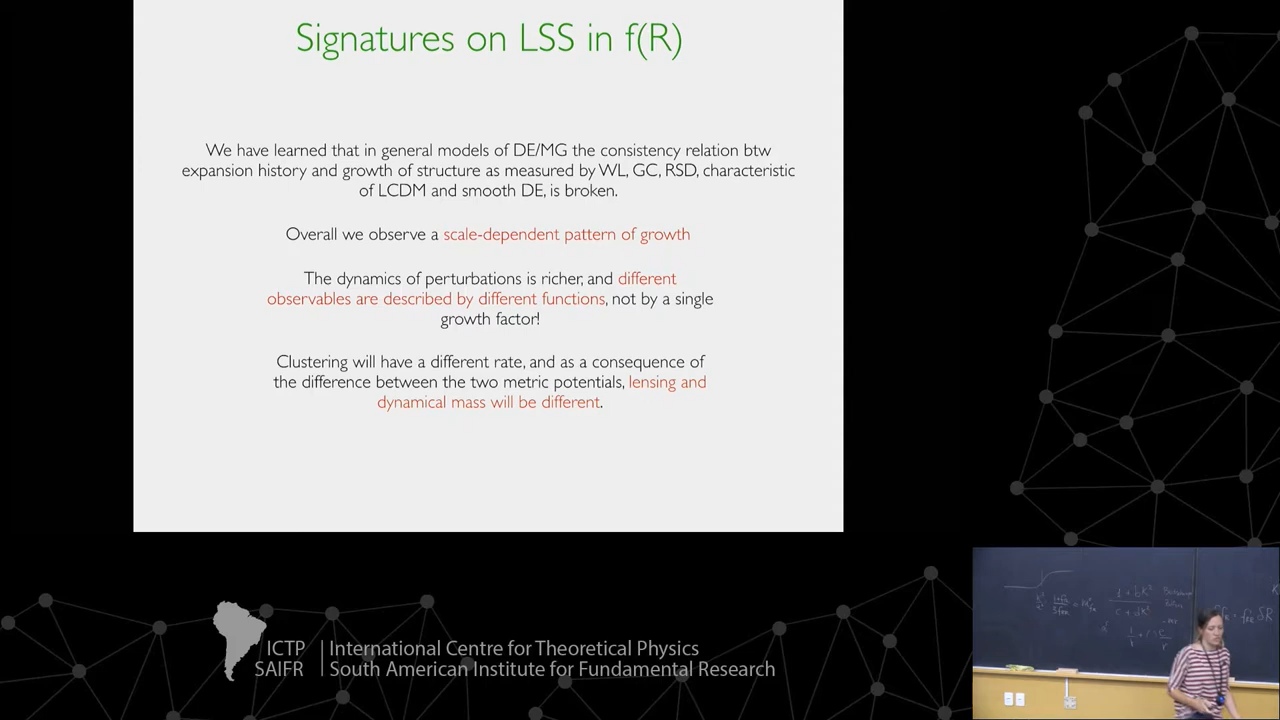 Signatures on LSS in f(R)
We have learned that in general models of DE/MG the consistency relation btw
expansion history and growth of structure as measured by WL, GC, RSD, characteristic
of LCDM and smooth DE, is broken.
Overall we observe a scale-dependent pattern of growth
The dynamics of perturbations is richer, and different
observables are described by different functions, not by a single
growth factor!
Clustering will have a different rate, and as a consequence of
the difference between the two metric potentials, lensing and
dynamical mass will be different.
ICTP
SAIFR
International Centre for Theoretical Physics
South American Institute for Fundamental Research
1 + bk²
c + dk²